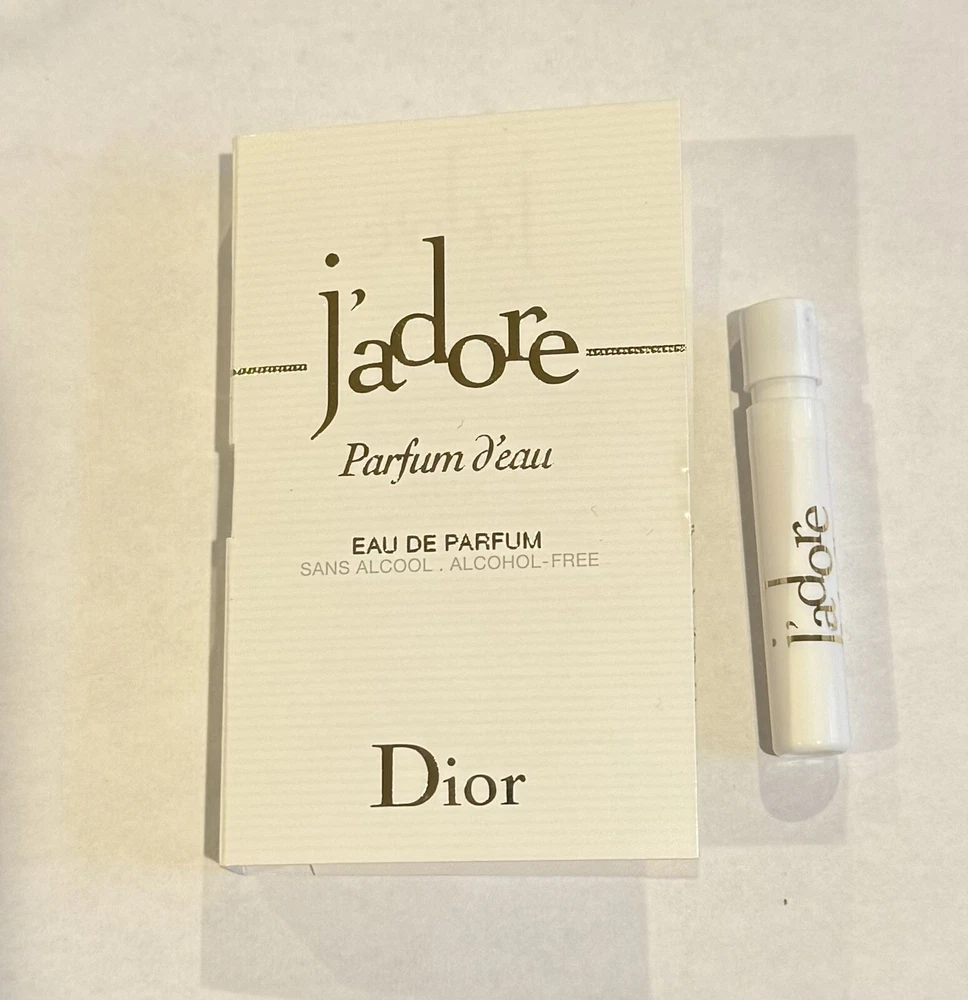 j'adore
Parfum d'eau
EAU DE PARFUM
SANS ALCOOL . ALCOHOL-FREE
Dior
j'adore